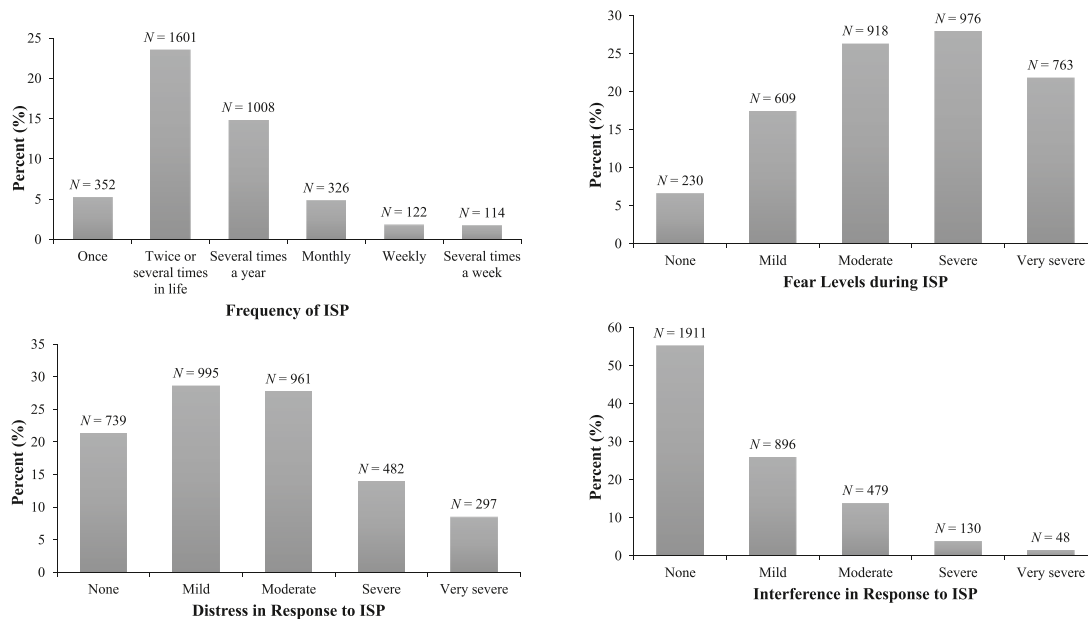 25
20
15
10
5
0
Percent (%)
N = 352
N = 1601
N = 1008
N = 326
N = 122
N = 114
Once
Twice or
several times
in life
Several times
a year
Monthly
Weekly
Several times
a week
Frequency of ISP
30
25
20
15
10
5
0
Percent (%)
N = 230
N = 609
N = 918
N = 976
N = 763
None
Mild
Moderate
Severe
Very severe
Fear Levels during ISP
35
30
25
20
15
10
5
0
Percent (%)
N = 739
N = 995
N = 961
N = 482
N = 297
None
Mild
Moderate
Severe
Very severe
Distress in Response to ISP
60
50
40
30
20
10
0
Percent (%)
N = 1911
N = 896
N = 479
N = 130
N = 48
None
Mild
Moderate
Severe
Very severe
Interference in Response to ISP